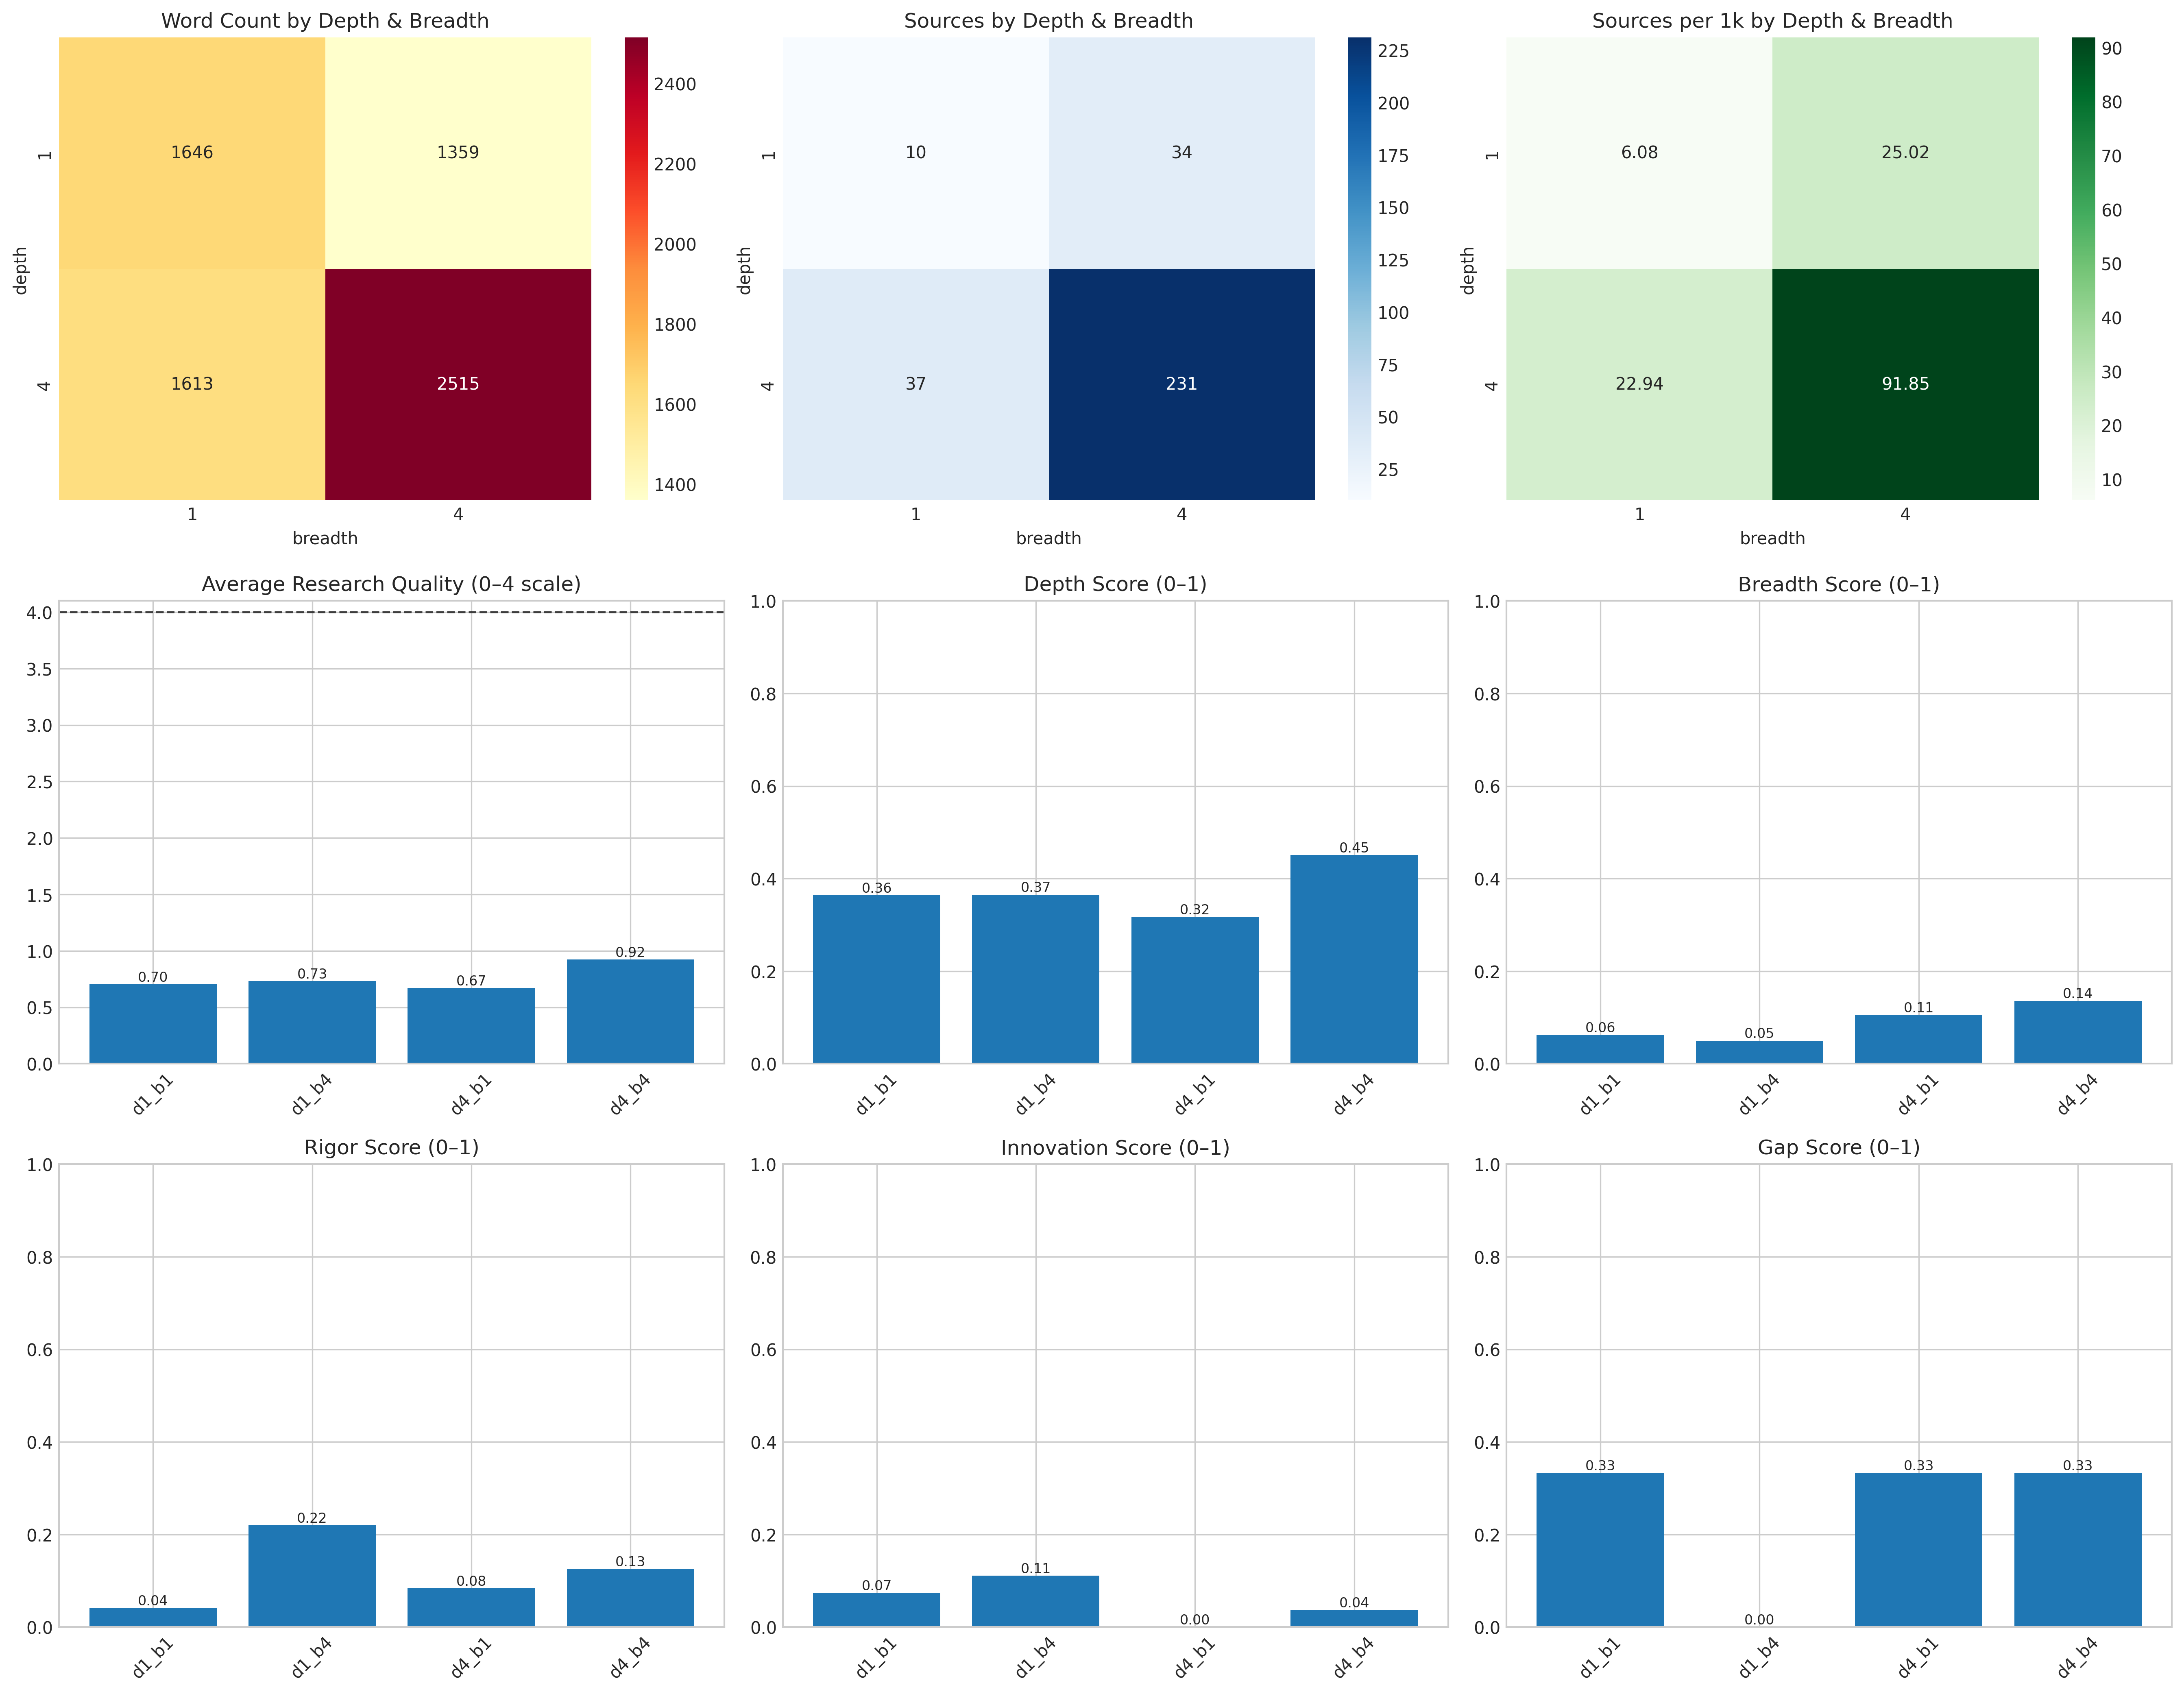 Word Count by Depth & Breadth
1646 1359
1613 2515
1
4
depth
1 4
breadth
2400
2200
2000
1800
1600
1400
Sources by Depth & Breadth
10 34
37 231
1
4
depth
1 4
breadth
225
200
175
150
125
100
75
50
25
Sources per 1k by Depth & Breadth
6.08 25.02
22.94 91.85
1
4
depth
1 4
breadth
90
80
70
60
50
40
30
20
10
Average Research Quality (0–4 scale)
4.0
3.5
3.0
2.5
2.0
1.5
1.0
0.5
0.0
0.70 0.73 0.67 0.92
d1_b1 d1_b4 d4_b1 d4_b4
Depth Score (0–1)
1.0
0.8
0.6
0.4
0.2
0.0
0.36 0.37 0.32 0.45
d1_b1 d1_b4 d4_b1 d4_b4
Breadth Score (0–1)
1.0
0.8
0.6
0.4
0.2
0.0
0.06 0.05 0.11 0.14
d1_b1 d1_b4 d4_b1 d4_b4
Rigor Score (0–1)
1.0
0.8
0.6
0.4
0.2
0.0
0.04 0.22 0.08 0.13
d1_b1 d1_b4 d4_b1 d4_b4
Innovation Score (0–1)
1.0
0.8
0.6
0.4
0.2
0.0
0.07 0.11 0.00 0.04
d1_b1 d1_b4 d4_b1 d4_b4
Gap Score (0–1)
1.0
0.8
0.6
0.4
0.2
0.0
0.33 0.00 0.33 0.33
d1_b1 d1_b4 d4_b1 d4_b4